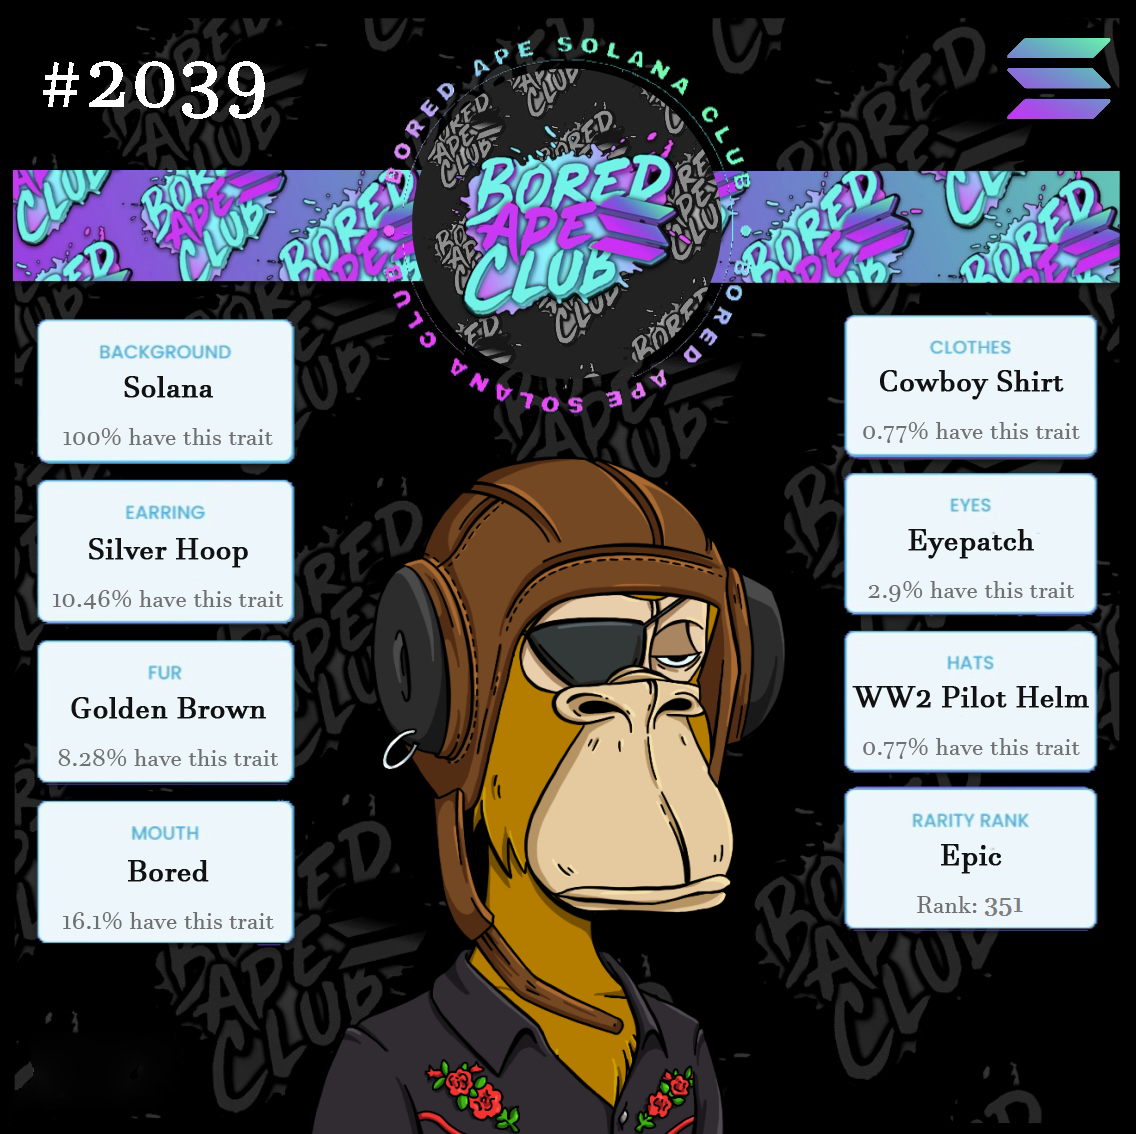 #2039
BORED APE SOLANA CLUB
BORED
APE
CLUB
BORED APE SOLANA CLUB
BACKGROUND
Solana
100% have this trait
EARRING
Silver Hoop
10.46% have this trait
FUR
Golden Brown
8.28% have this trait
MOUTH
Bored
16.1% have this trait
CLOTHES
Cowboy Shirt
0.77% have this trait
EYES
Eyepatch
2.9% have this trait
HATS
WW2 Pilot Helm
0.77% have this trait
RARITY RANK
Epic
Rank: 351